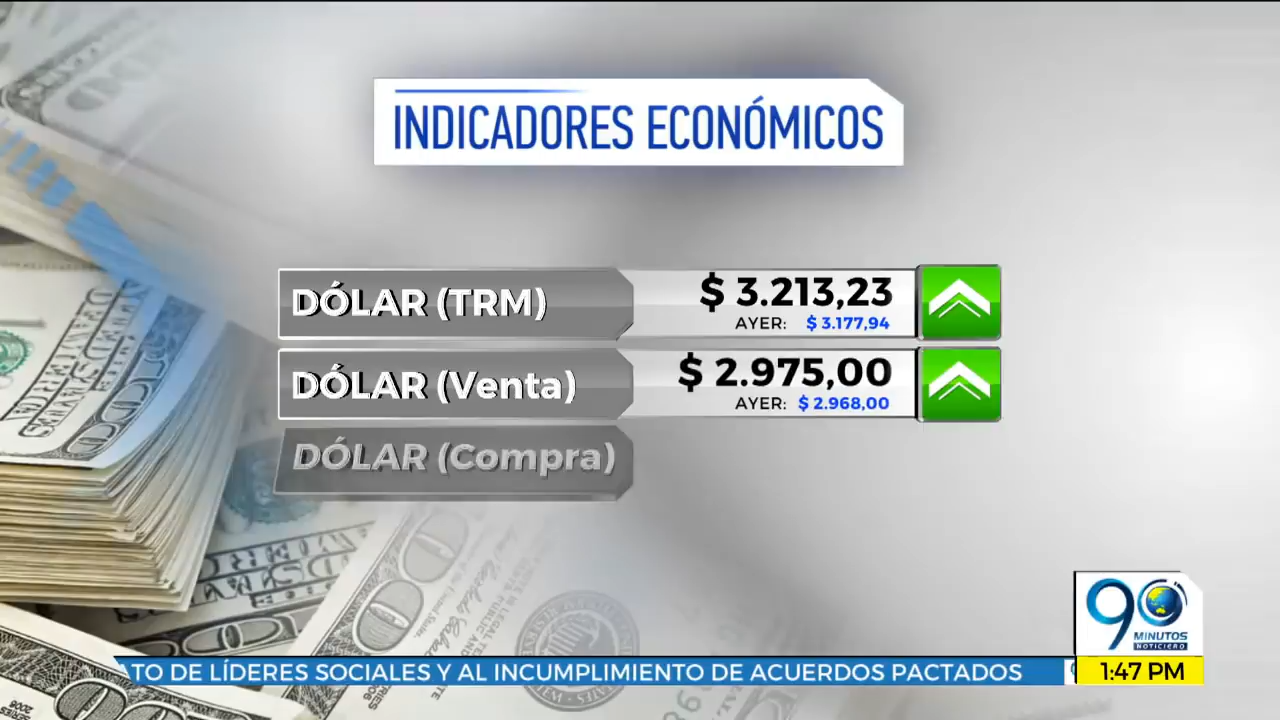 INDICADORES ECONÓMICOS
DÓLAR (TRM)
$ 3.213,23
AYER: $ 3.177,94
DÓLAR (Venta)
$ 2.975,00
AYER: $ 2.968,00
DÓLAR (Compra)
90
MINUTOS
NOTICIERO
ATO DE LÍDERES SOCIALES Y AL INCUMPLIMIENTO DE ACUERDOS PACTADOS
1:47 PM